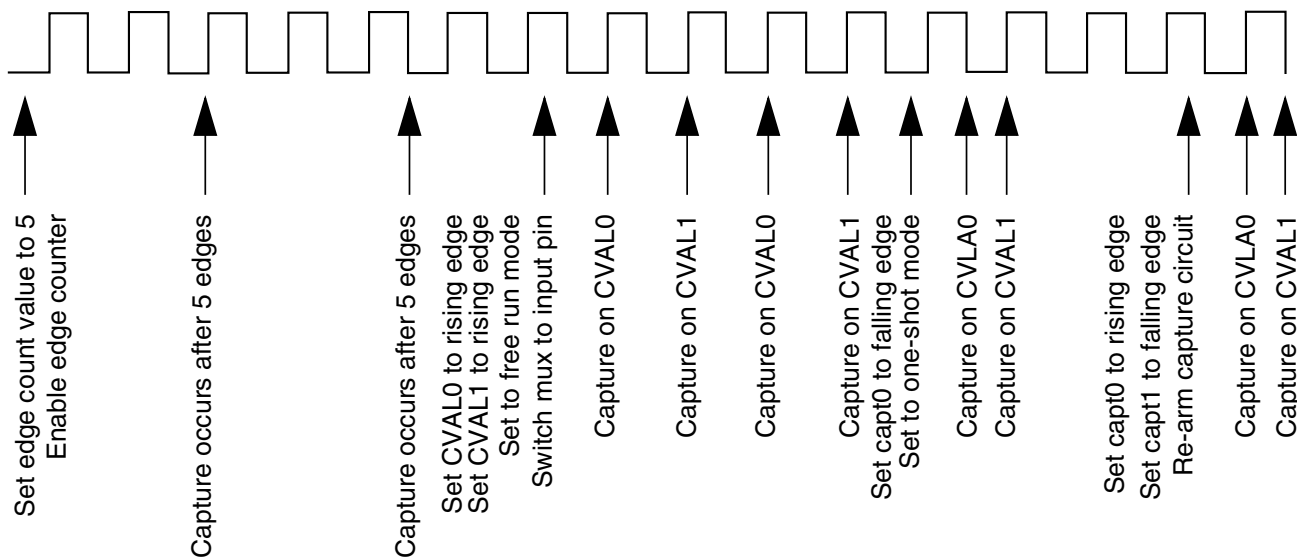 Set edge count value to 5
Enable edge counter
Capture occurs after 5 edges
Capture occurs after 5 edges
Set CVAL0 to rising edge
Set CVAL1 to rising edge
Set to free run mode
Switch mux to input pin
Capture on CVAL0
Capture on CVAL1
Capture on CVAL0
Capture on CVAL1
Set capt0 to falling edge
Set to one-shot mode
Capture on CVLA0
Capture on CVAL1
Set capt0 to rising edge
Set capt1 to falling edge
Re-arm capture circuit
Capture on CVLA0
Capture on CVAL1